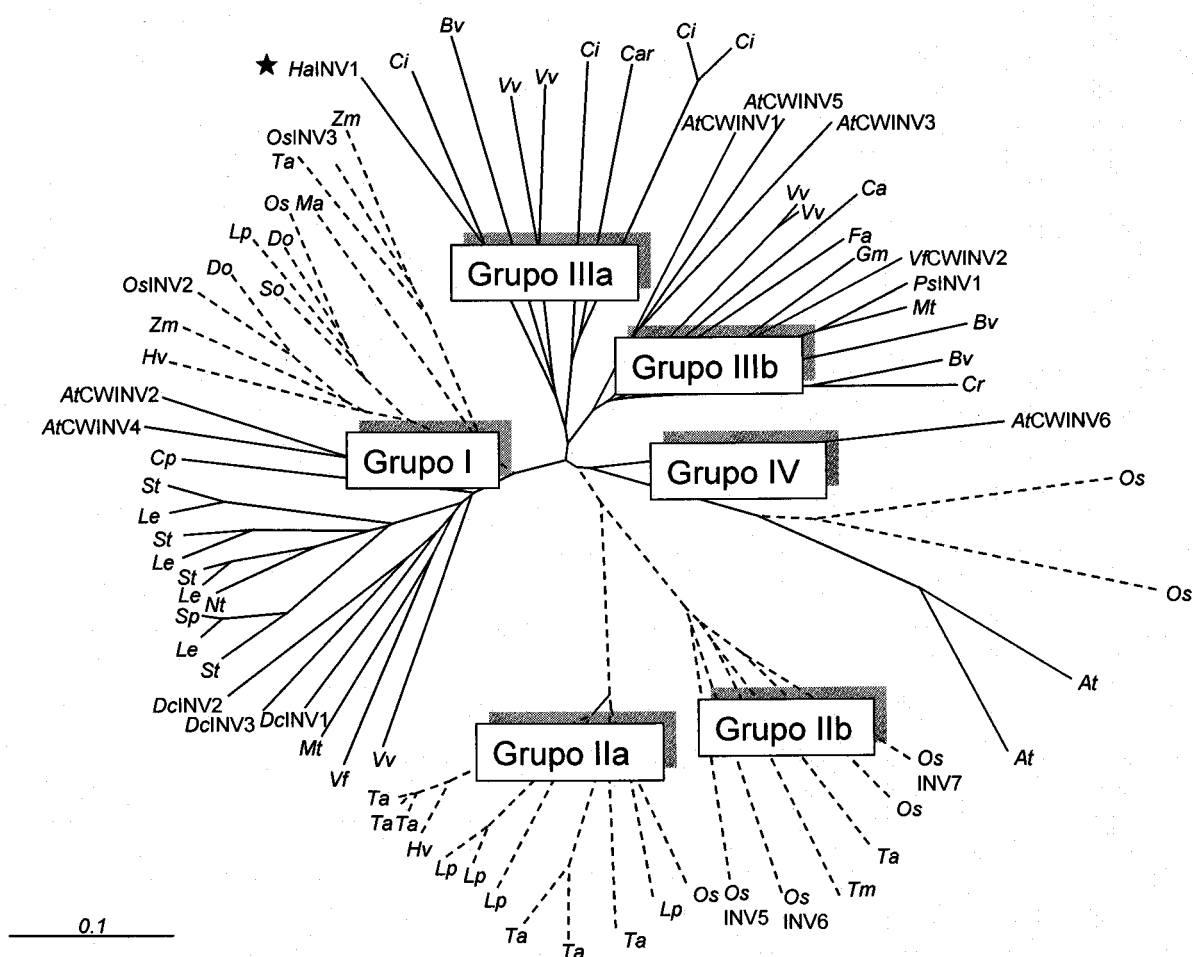 Bv
Ci
Ci
★ HaINV1
Ci
Vv
Vv
Ci
Car
Zm
OsINV3
Ta
AtCWINV5
AtCWINV1
AtCWINV3
Os Ma
Lp
Do
Do
So
OsINV2
Zm
Hv
Vv
Vv
Ca
Fa
Gm
VfCWINV2
PsINV1
Mt
Bv
Bv
Cr
Grupo IIIa
Grupo IIIb
AtCWINV2
AtCWINV4
Cp
St
Le
St
Le
St
Le
Nt
Sp
Le
St
Grupo I
Grupo IV
AtCWINV6
Os
Os
At
At
DcINV2
DcINV3
DcINV1
Mt
Vf
Vv
Grupo IIa
Grupo IIb
Ta
TaTa
Hv
Lp
Lp
Lp
Ta
Ta
Ta
Lp
Os
Os
INV5
Os
INV6
Tm
Ta
Os
Os
INV7
0.1